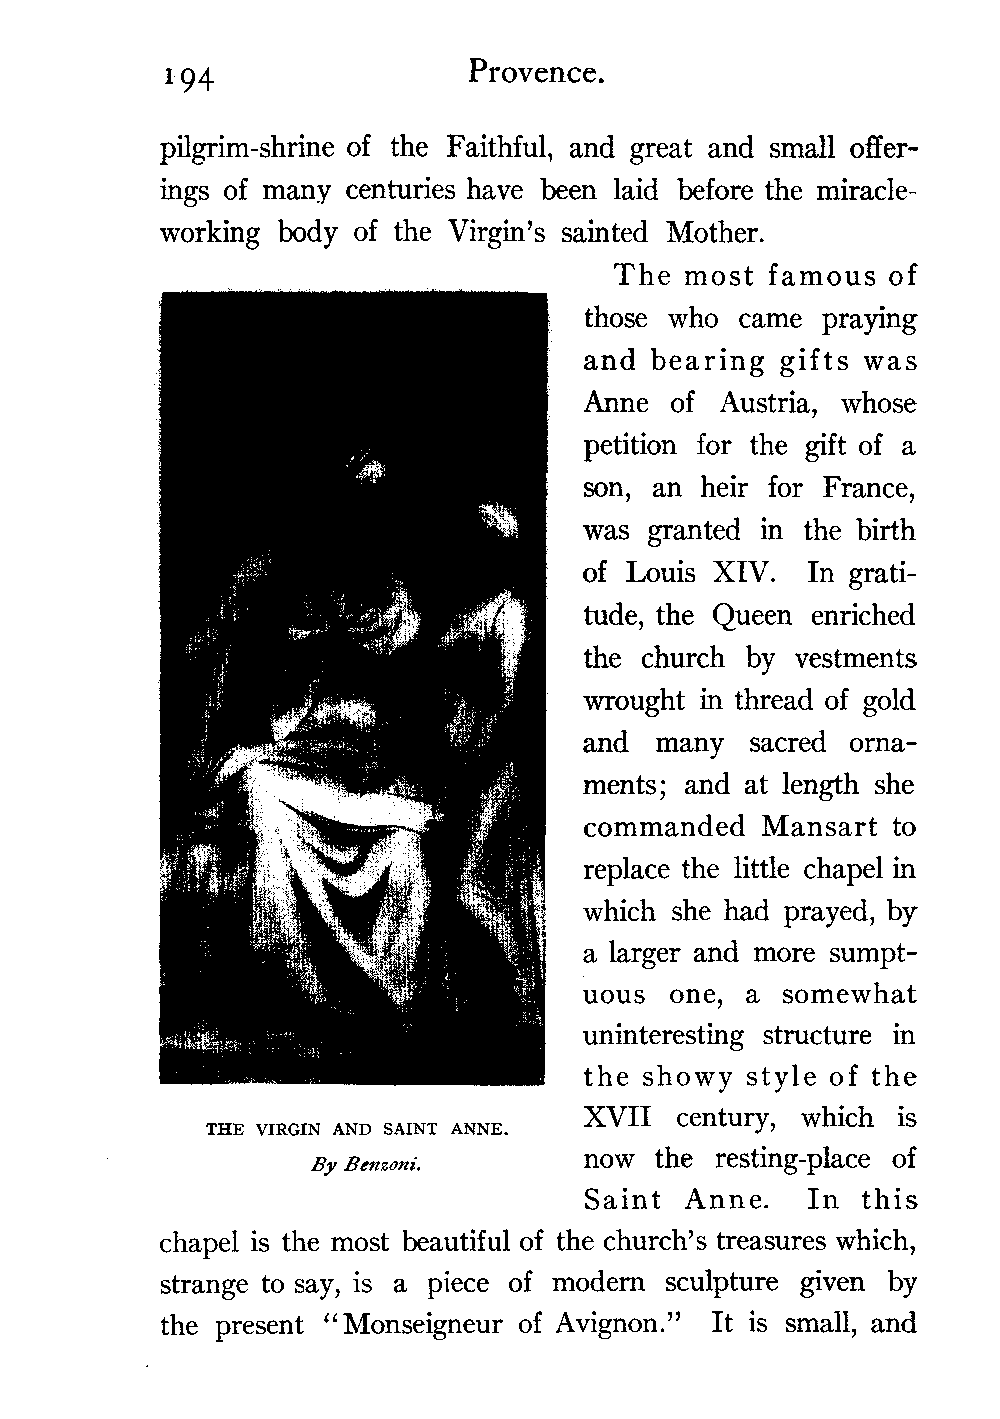 194 Provence.
pilgrim-shrine of the Faithful, and great and small offer-
ings of many centuries have been laid before the miracle-
working body of the Virgin's sainted Mother.
The most famous of
those who came praying
and bearing gifts was
Anne of Austria, whose
petition for the gift of a
son, an heir for France,
was granted in the birth
of Louis XIV. In grati-
tude, the Queen enriched
the church by vestments
wrought in thread of gold
and many sacred orna-
ments; and at length she
commanded Mansart to
replace the little chapel in
which she had prayed, by
a larger and more sumpt-
uous one, a somewhat
uninteresting structure in
the showy style of the
XVII century, which is
now the resting-place of
Saint Anne. In this
THE VIRGIN AND SAINT ANNE.
By Benzoni.
chapel is the most beautiful of the church's treasures which,
strange to say, is a piece of modern sculpture given by
the present "Monseigneur of Avignon." It is small, and